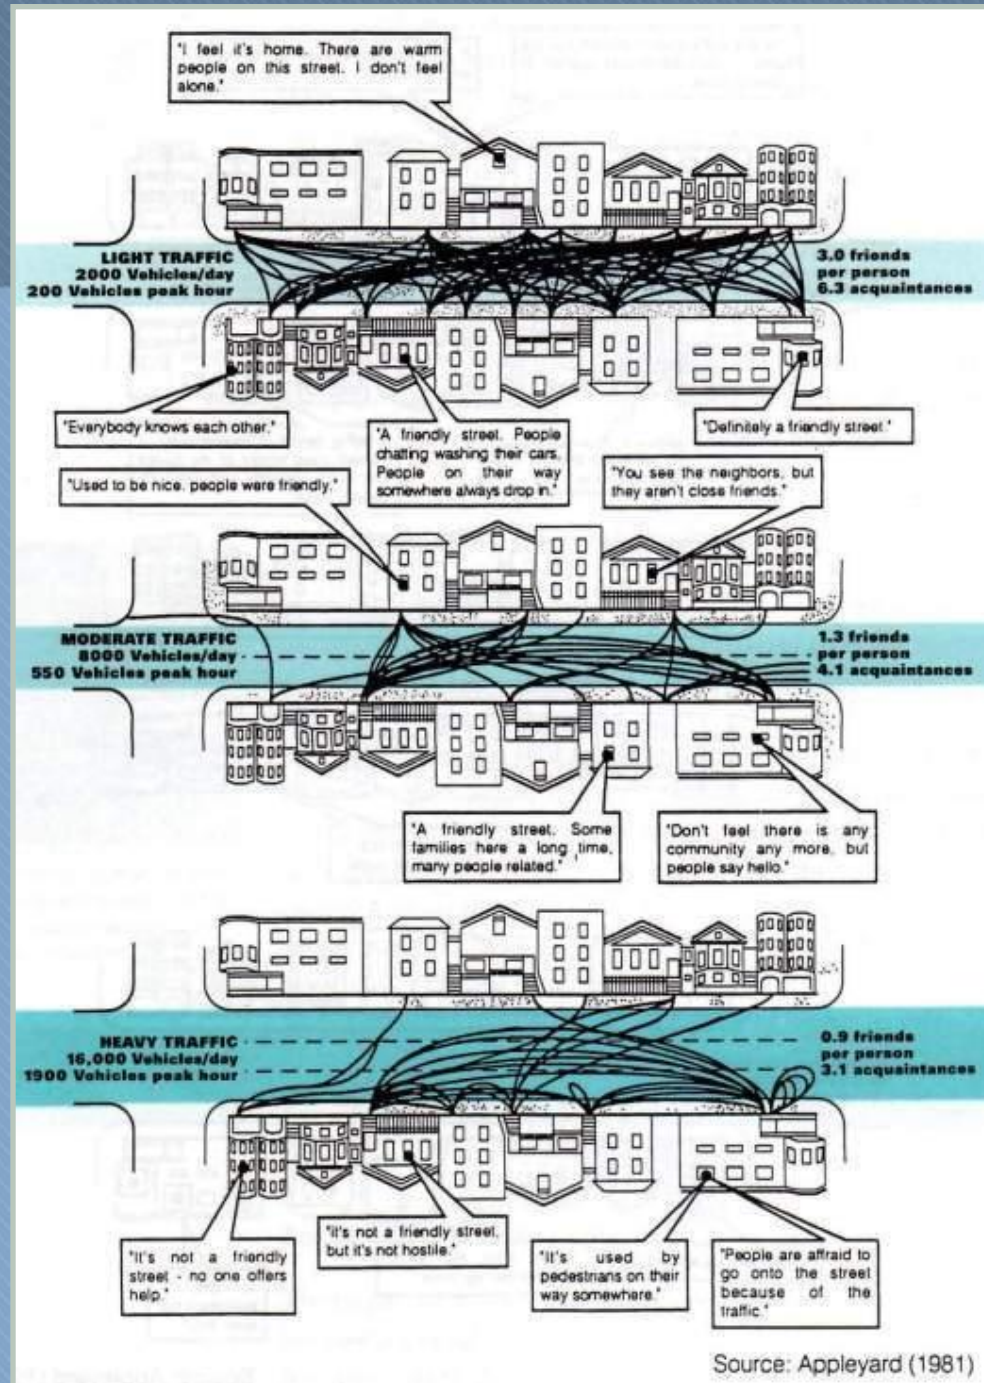 "I feel it's home. There are warm
people on this street. I don't feel
alone."
LIGHT TRAFFIC
2000 Vehicles/day
200 Vehicles peak hour
3.0 friends
per person
6.3 acquaintances
"Everybody knows each other."
"A friendly street. People
chatting washing their cars.
People on their way
somewhere always drop in."
"Definitely a friendly street."
"Used to be nice, people were friendly."
"You see the neighbors, but
they aren't close friends."
MODERATE TRAFFIC
8000 Vehicles/day
550 Vehicles peak hour
1.3 friends
per person
4.1 acquaintances
"A friendly street. Some
families here a long time,
many people related."
"Don't feel there is any
community any more, but
people say hello."
HEAVY TRAFFIC
16,000 Vehicles/day
1900 Vehicles peak hour
0.9 friends
per person
3.1 acquaintances
"It's not a friendly
street - no one offers
help."
"it's not a friendly street,
but it's not hostile."
"It's used by
pedestrians on their
way somewhere."
"People are affraid to
go onto the street
because of the
traffic."
Source: Appleyard (1981)